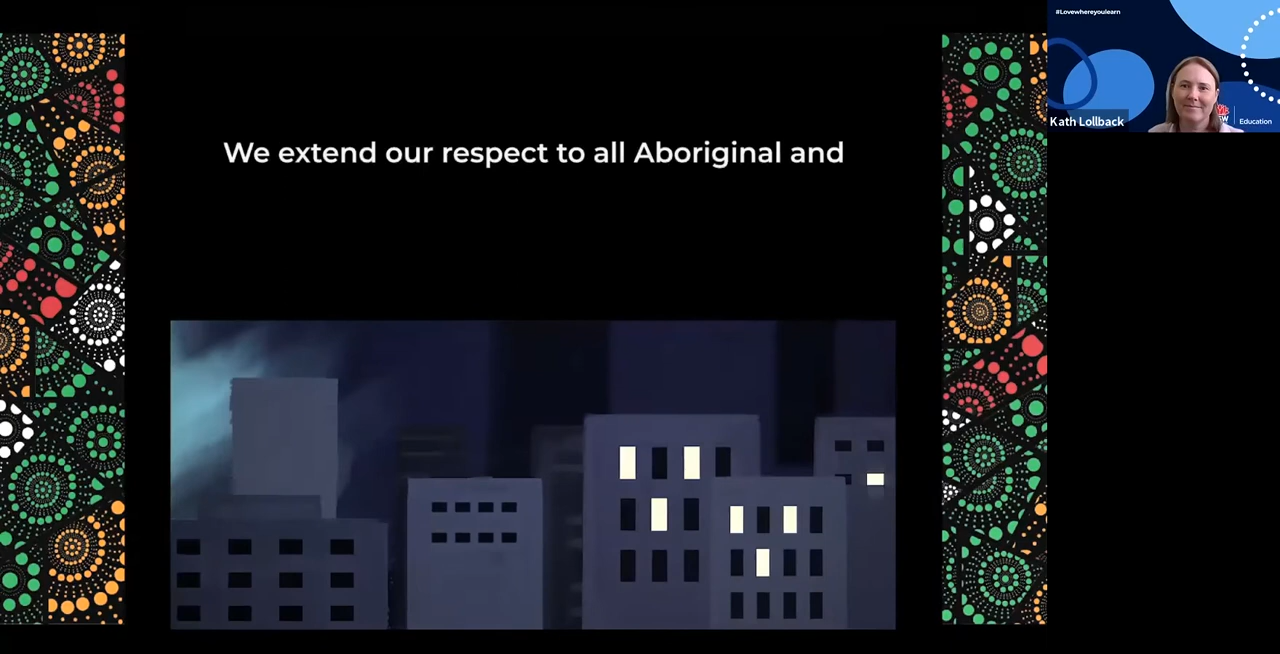 #Lovewhereyoulearn
We extend our respect to all Aboriginal and
Kath Lollback
Education